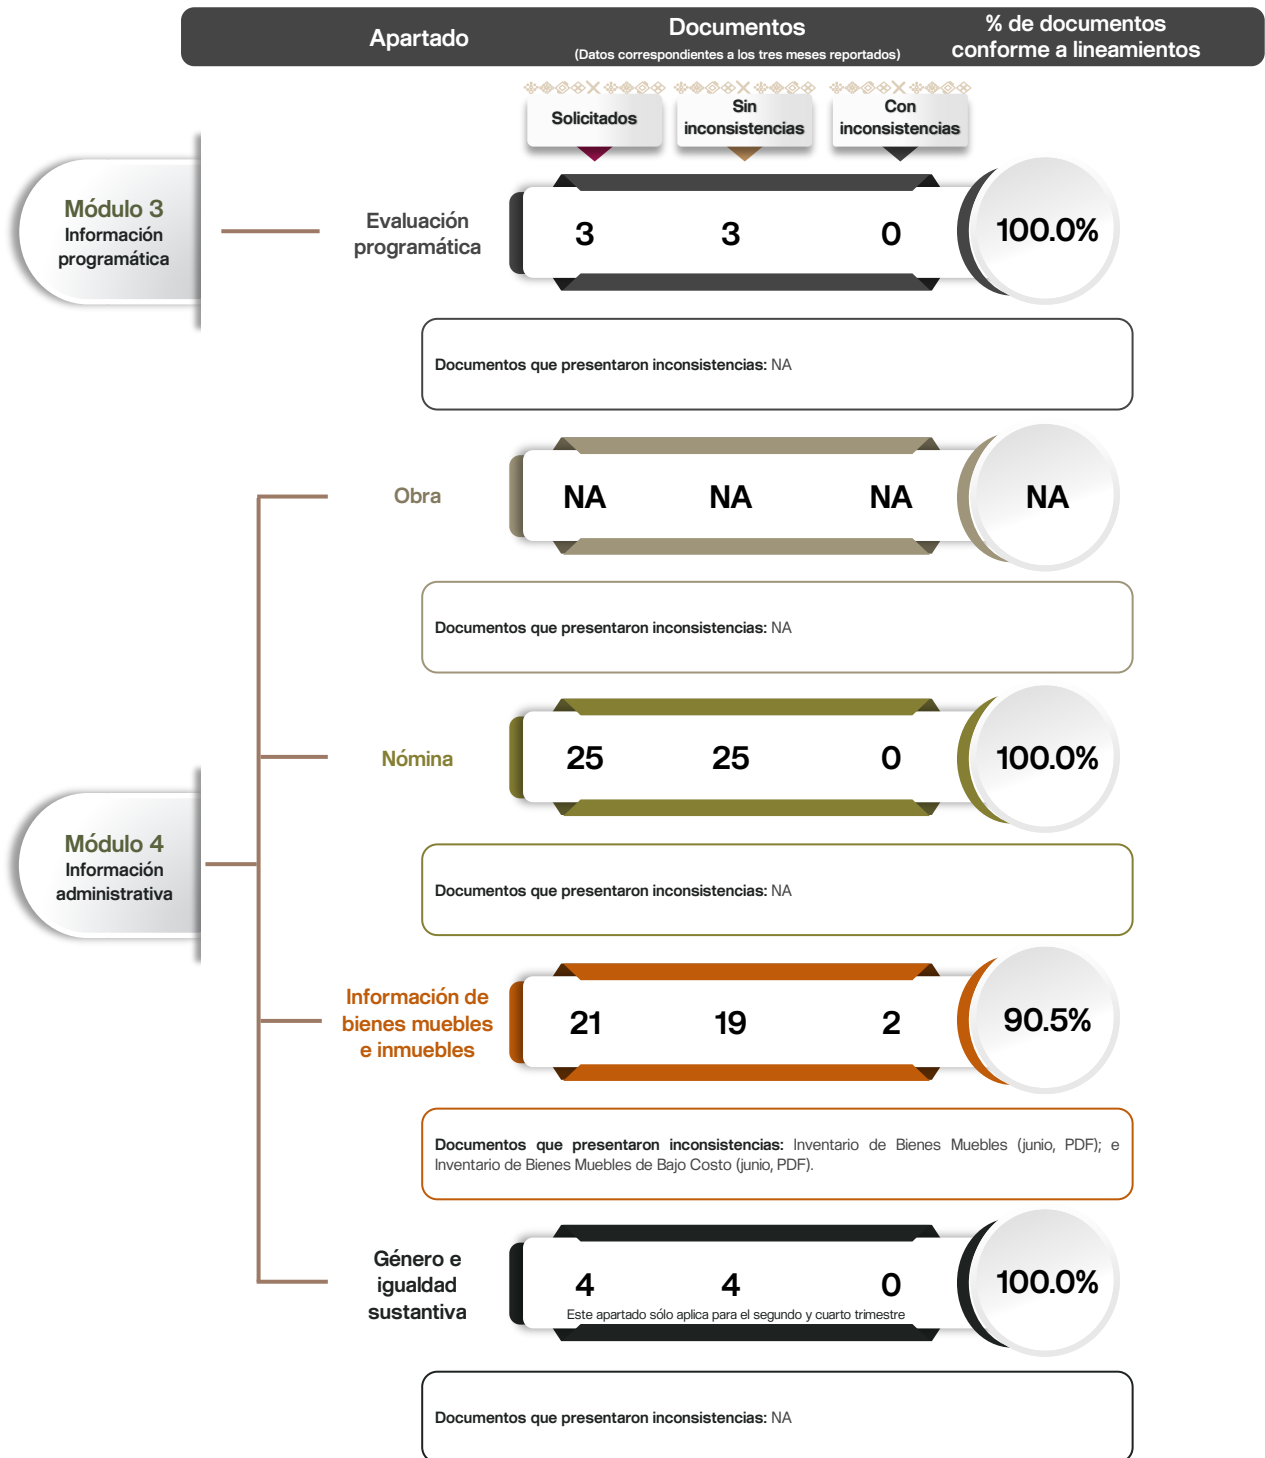 Apartado
Documentos
(Datos correspondientes a los tres meses reportados)
% de documentos
conforme a lineamientos
Solicitados
Sin
inconsistencias
Con
inconsistencias
Módulo 3
Información
programática
Evaluación
programática
3 3 0 100.0%
Documentos que presentaron inconsistencias: NA
Obra
NA NA NA NA
Documentos que presentaron inconsistencias: NA
Nómina
25 25 0 100.0%
Documentos que presentaron inconsistencias: NA
Módulo 4
Información
administrativa
Información de
bienes muebles
e inmuebles
21 19 2 90.5%
Documentos que presentaron inconsistencias: Inventario de Bienes Muebles (junio, PDF); e
Inventario de Bienes Muebles de Bajo Costo (junio, PDF).
Género e
igualdad
sustantiva
4 4 0 100.0%
Este apartado sólo aplica para el segundo y cuarto trimestre
Documentos que presentaron inconsistencias: NA